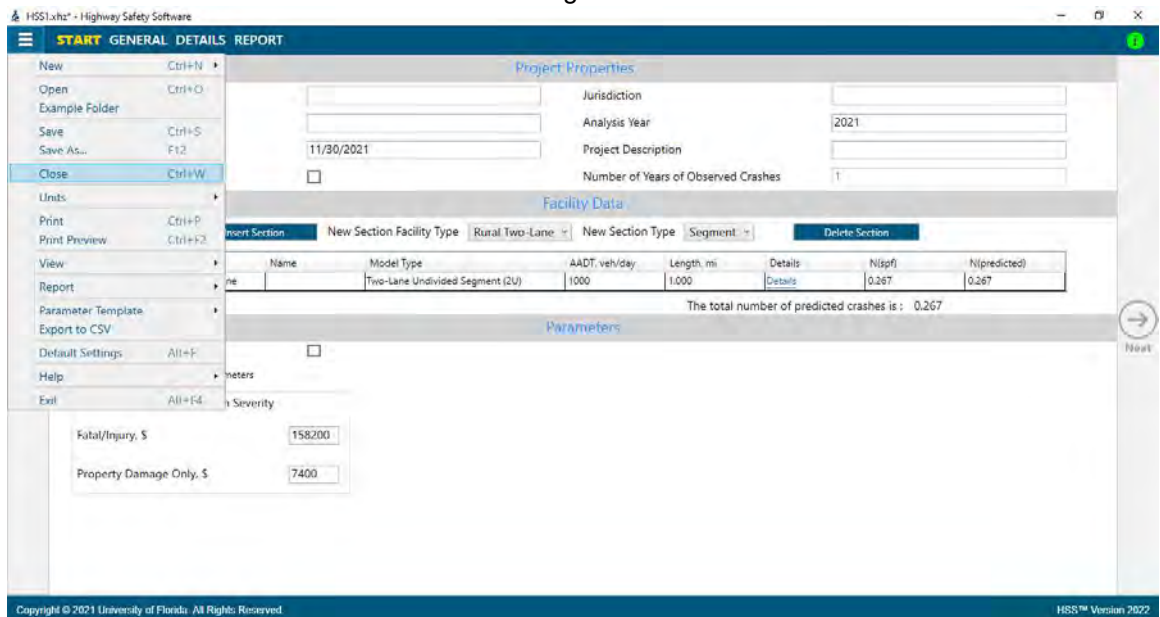 HSS1.xhz* - Highway Safety Software
START GENERAL DETAILS REPORT
New Ctrl+N
Open Ctrl+O
Example Folder
Save Ctrl+S
Save As... F12
Close Ctrl+W
Units
Print Ctrl+P
Print Preview Ctrl+F2
View
Report
Parameter Template
Export to CSV
Default Settings Alt+F
Help
Exit Alt+F4
Project Properties
Jurisdiction
Analysis Year 2021
11/30/2021 Project Description
Number of Years of Observed Crashes 1
Facility Data
Insert Section New Section Facility Type Rural Two-Lane New Section Type Segment Delete Section
Name Model Type AADT, veh/day Length, mi Details N(spf) N(predicted)
ne Two-Lane Undivided Segment (2U) 1000 1.000 Details 0.267 0.267
The total number of predicted crashes is : 0.267
Parameters
Next
meters
n Severity
Fatal/Injury, $ 158200
Property Damage Only, $ 7400
Copyright © 2021 University of Florida. All Rights Reserved. HSS™ Version 2022